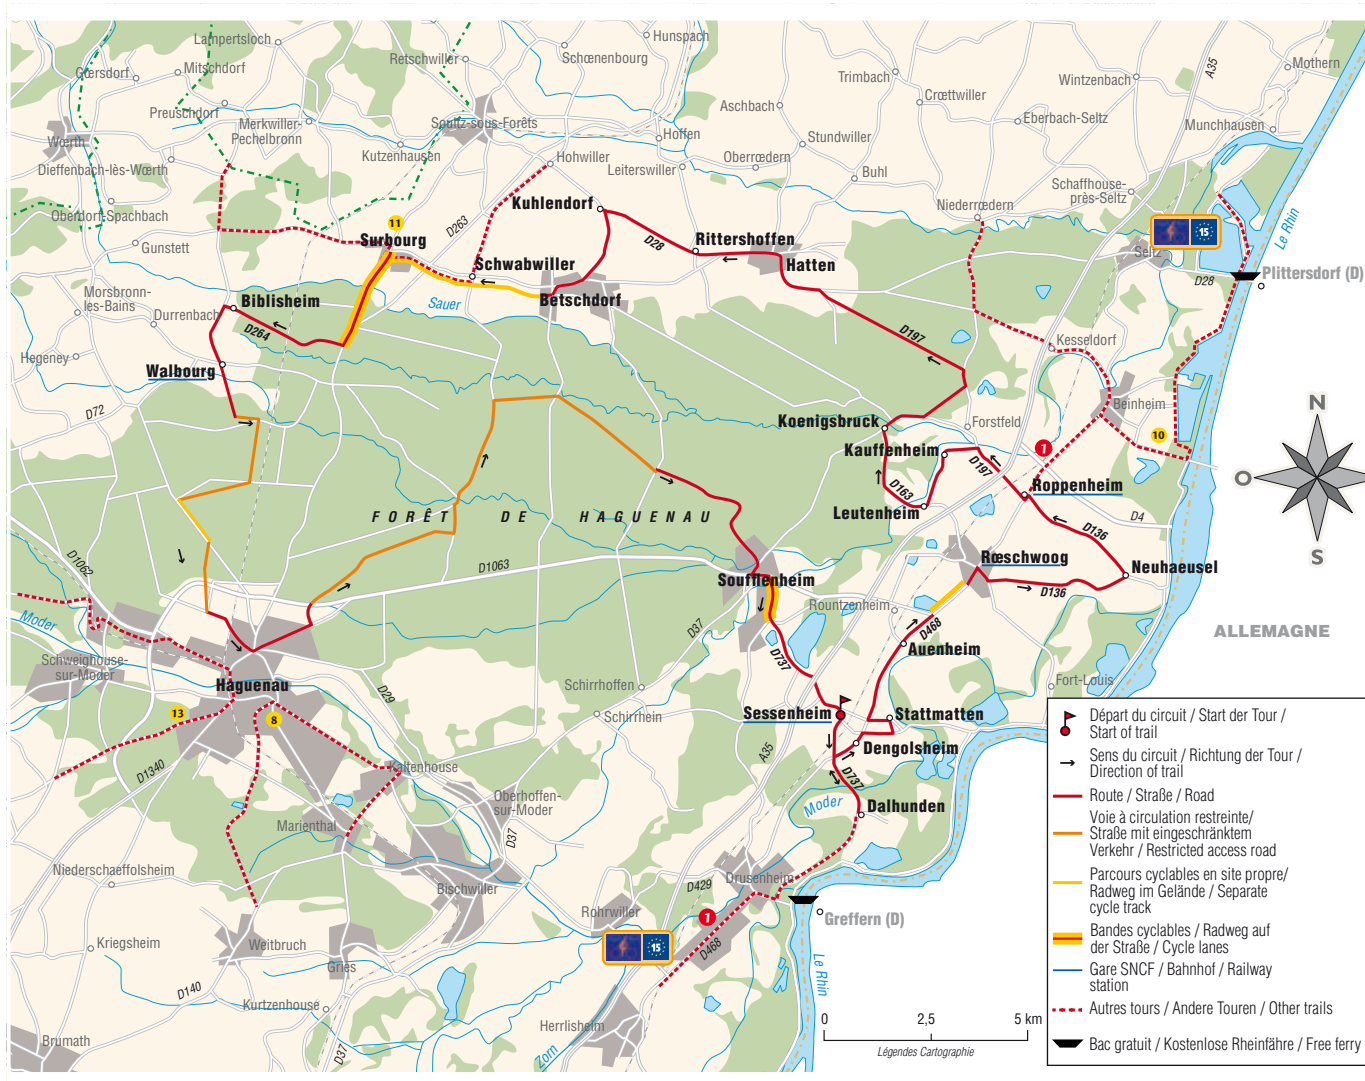 Lampertsloch
Hunspach
Retschwiller
Schœnenbourg
A35
Mothern
Gœrsdorf
Mitschdorf
Trimbach
Wintzenbach
Preuschdorf
Aschbach
Crœttwiller
Merkwiller-
Pechelbronn
Soultz-sous-Forêts
Eberbach-Seltz
Munchhausen
Wœrth
Hoffen
Stundwiller
Kutzenhausen
Hohwiller
Leiterswiller
Oberrœdern
Buhl
Dieffenbach-lès-Wœrth
Schaffhouse-
près-Seltz
Oberdorf-Spachbach
Kuhlendorf
Niederrœdern
11
D263
D28
15
Le Rhin
Gunstett
Surbourg
Rittershoffen
Seltz
Schwabwiller
Hatten
Plittersdorf (D)
D28
Morsbronn-
les-Bains
Biblisheim
Sauer
Betschdorf
Durrenbach
D264
D197
Kesseldorf
Hegeney
Walbourg
N
D72
Koenigsbruck
Forstfeld
Beinheim
1
10
Kauffenheim
D197
O
D163
Roppenheim
Leutenheim
D4
FORÊT DE HAGUENAU
D136
S
D1062
D1063
Rœschwoog
Neuhaeusel
Soufflenheim
D136
Moder
Rountzenheim
D37
D468
ALLEMAGNE
Auenheim
Schweighouse-
sur-Moder
D737
Haguenau
D29
Schirrhoffen
Fort-Louis
13
8
Schirrhein
Sessenheim
Stattmatten
Dengolsheim
D1340
Kaltenhouse
A35
D737
Oberhoffen-
sur-Moder
Moder
Dalhunden
Marienthal
D37
Niederschaeffolsheim
Bischwiller
D429
Drusenheim
Rohrwiller
1
Greffern (D)
Kriegsheim
Weitbruch
15
D468
Gries
Le Rhin
D140
Kurtzenhouse
Herrlisheim
Zorn
Brumath
D37
0
2,5
5 km
Légendes Cartographie
Départ du circuit / Start der Tour /
Start of trail
Sens du circuit / Richtung der Tour /
Direction of trail
Route / Straße / Road
Voie à circulation restreinte/
Straße mit eingeschränktem
Verkehr / Restricted access road
Parcours cyclables en site propre/
Radweg im Gelände / Separate
cycle track
Bandes cyclables / Radweg auf
der Straße / Cycle lanes
Gare SNCF / Bahnhof / Railway
station
Autres tours / Andere Touren / Other trails
Bac gratuit / Kostenlose Rheinfähre / Free ferry